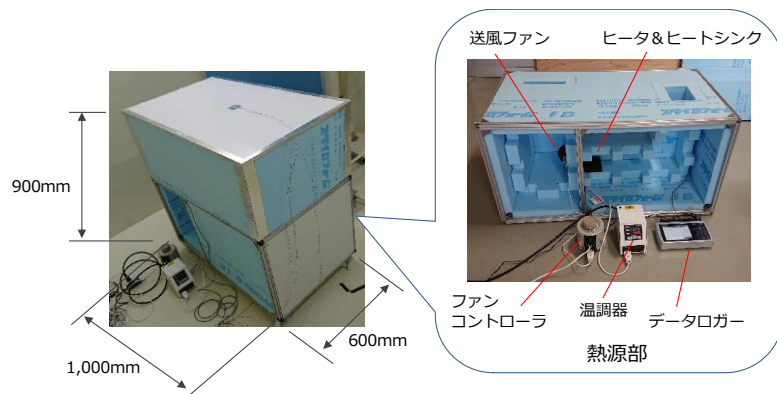 900mm
1,000mm
600mm
送風ファン
ヒータ＆ヒートシンク
ファン
コントローラ
温調器
データロガー
熱源部